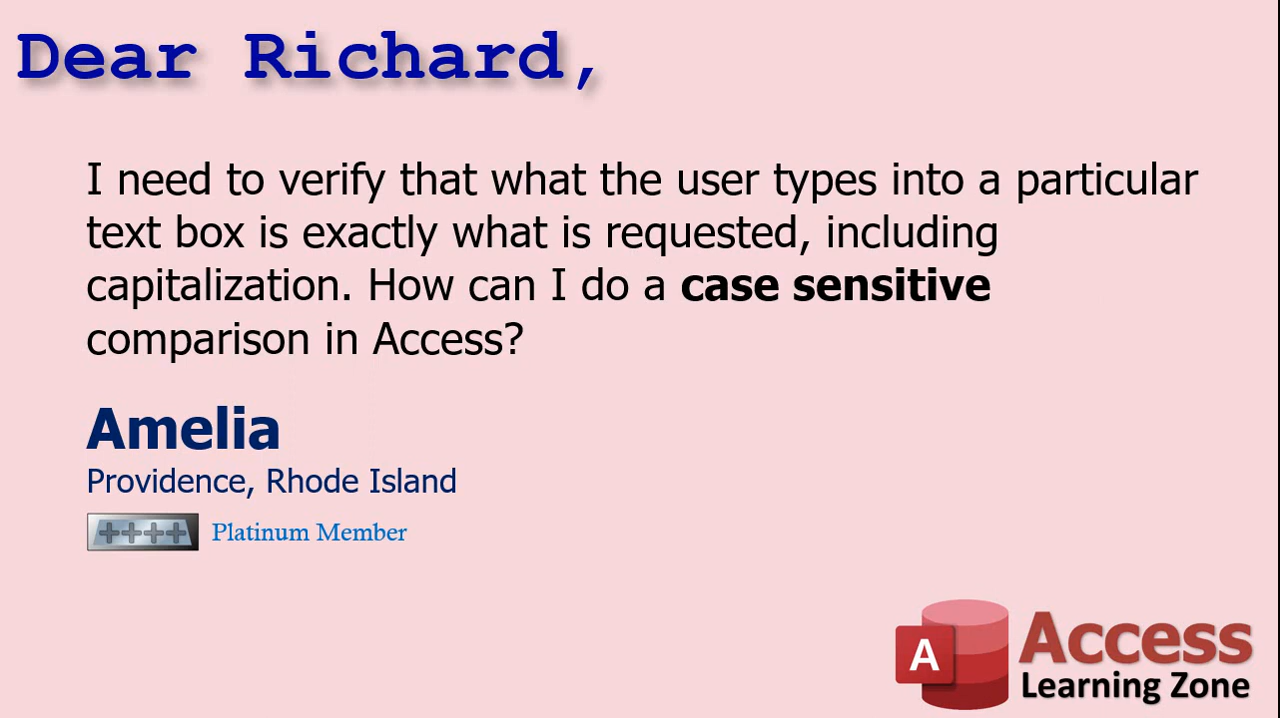 Dear Richard,
I need to verify that what the user types into a particular
text box is exactly what is requested, including
capitalization. How can I do a case sensitive
comparison in Access?
Amelia
Providence, Rhode Island
++++ Platinum Member
A Access
Learning Zone